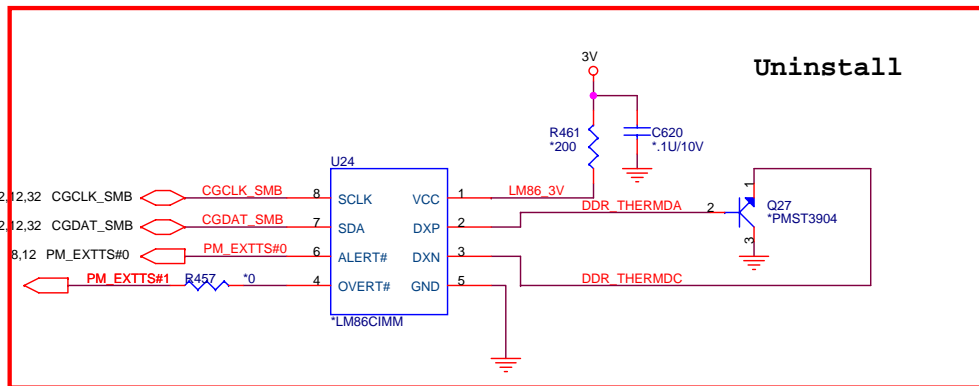 3V
Uninstall
R461
*200
C620
*.1U/10V
U24
2,12,32 CGCLK_SMB CGCLK_SMB 8 SCLK VCC 1 LM86_3V
2,12,32 CGDAT_SMB CGDAT_SMB 7 SDA DXP 2 DDR_THERMDA 2
1
Q27
*PMST3904
3
8,12 PM_EXTTS#0 PM_EXTTS#0 6 ALERT# DXN 3 DDR_THERMDC
PM_EXTTS#1 R457 *0 4 OVERT# GND 5
*LM86CIMM